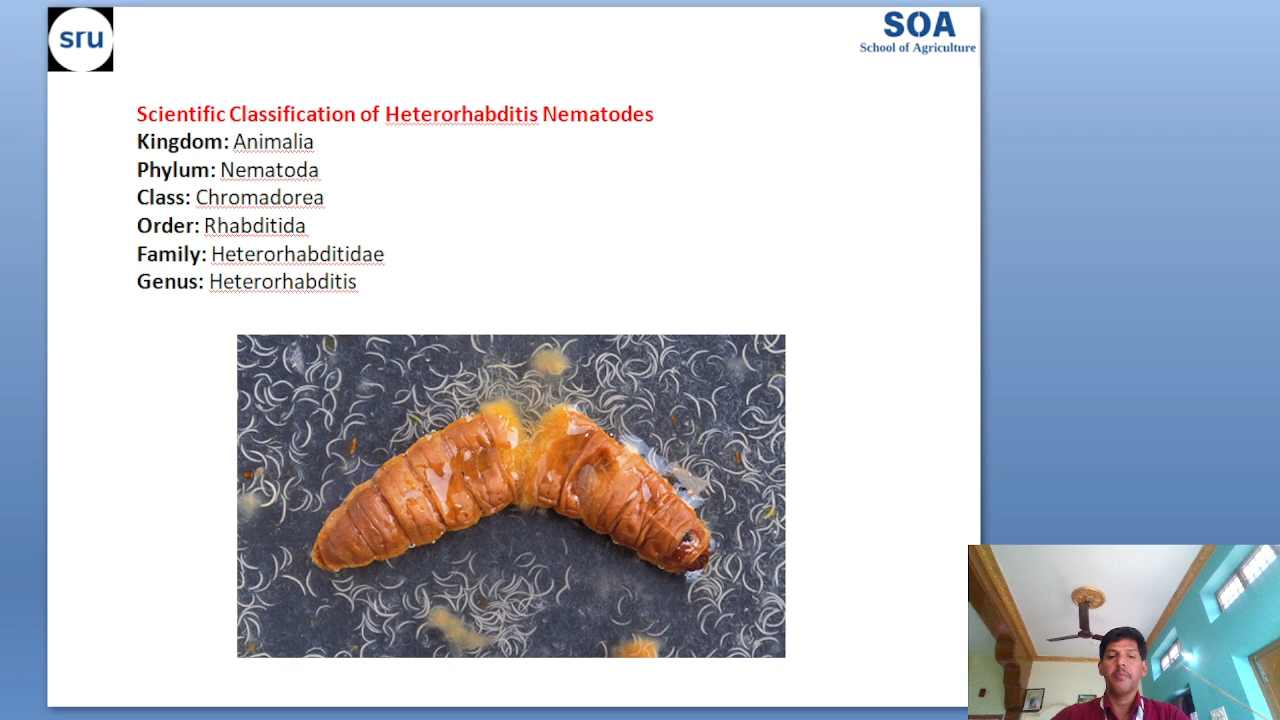 sru
SOA
School of Agriculture
Scientific Classification of Heterorhabditis Nematodes
Kingdom: Animalia
Phylum: Nematoda
Class: Chromadorea
Order: Rhabditida
Family: Heterorhabditidae
Genus: Heterorhabditis